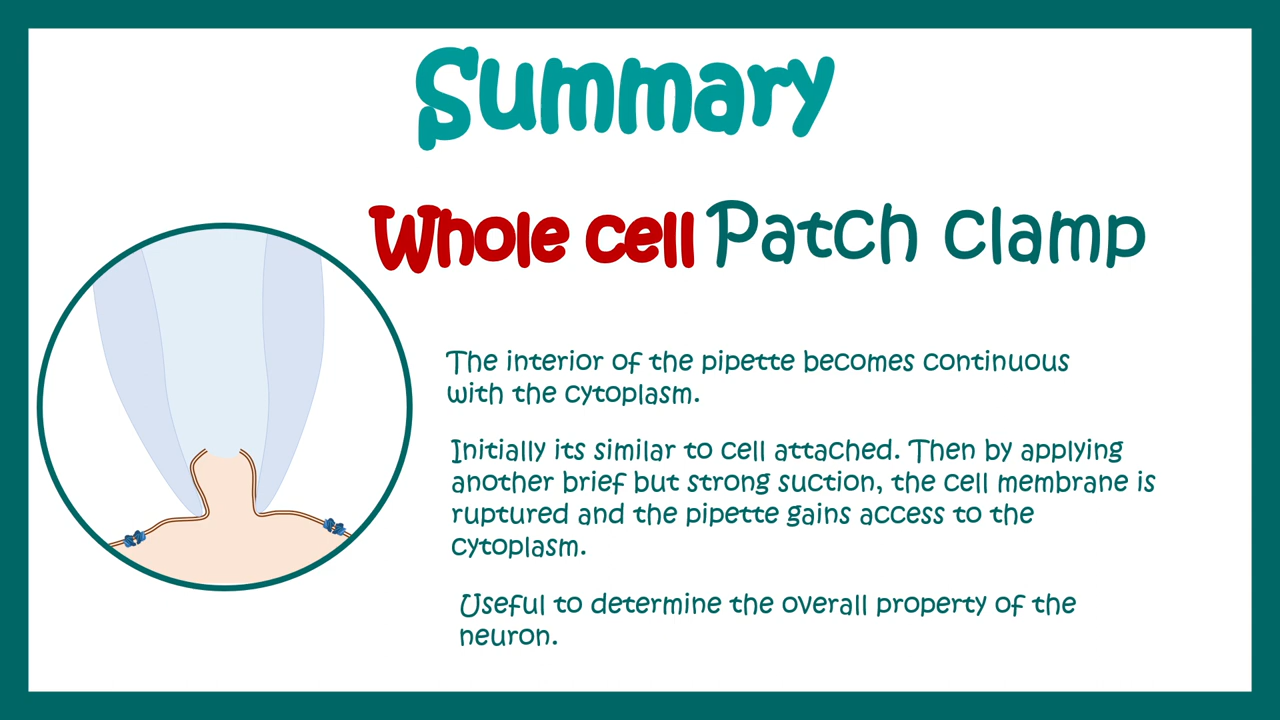 Summary
Whole cell Patch clamp
The interior of the pipette becomes continuous
with the cytoplasm.
Initially its similar to cell attached. Then by applying
another brief but strong suction, the cell membrane is
ruptured and the pipette gains access to the
cytoplasm.
Useful to determine the overall property of the
neuron.